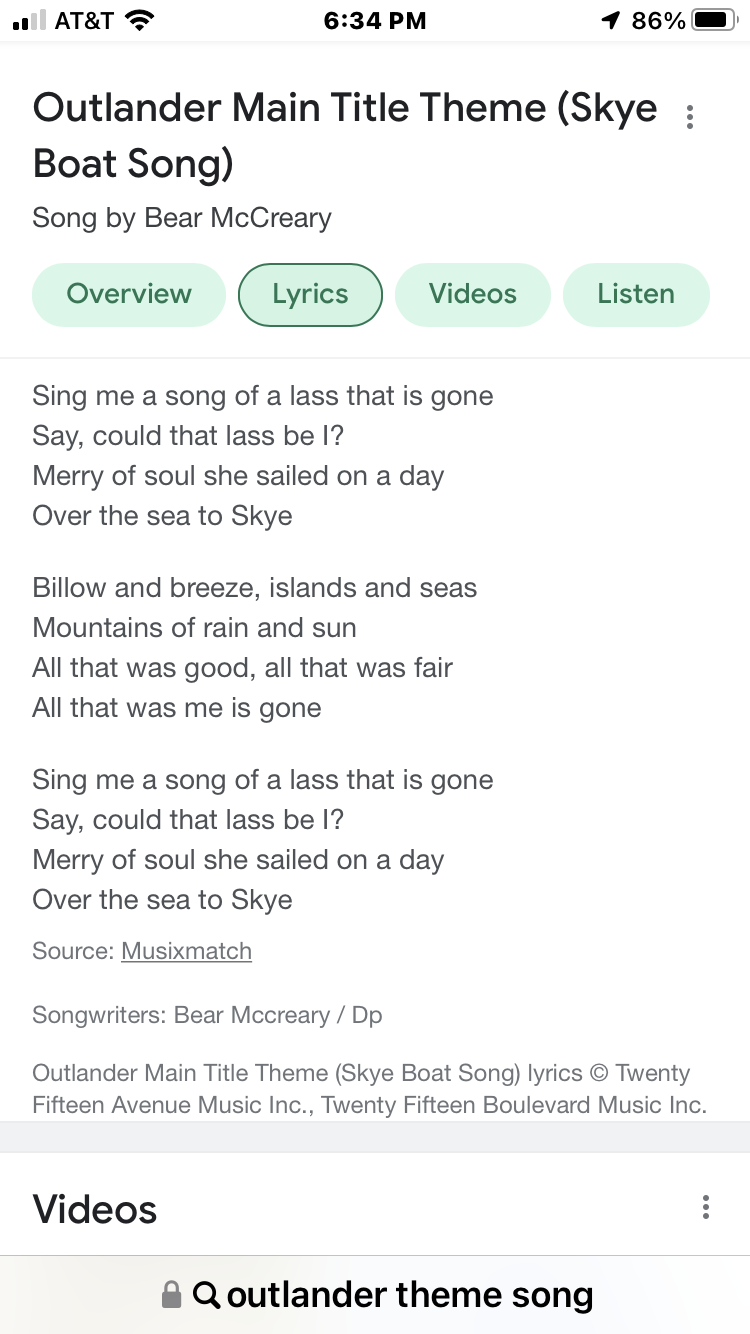 AT&T 6:34 PM 86%
Outlander Main Title Theme (Skye
Boat Song)
Song by Bear McCreary
Overview Lyrics Videos Listen
Sing me a song of a lass that is gone
Say, could that lass be I?
Merry of soul she sailed on a day
Over the sea to Skye
Billow and breeze, islands and seas
Mountains of rain and sun
All that was good, all that was fair
All that was me is gone
Sing me a song of a lass that is gone
Say, could that lass be I?
Merry of soul she sailed on a day
Over the sea to Skye
Source: Musixmatch
Songwriters: Bear Mccreary / Dp
Outlander Main Title Theme (Skye Boat Song) lyrics © Twenty
Fifteen Avenue Music Inc., Twenty Fifteen Boulevard Music Inc.
Videos
outlander theme song